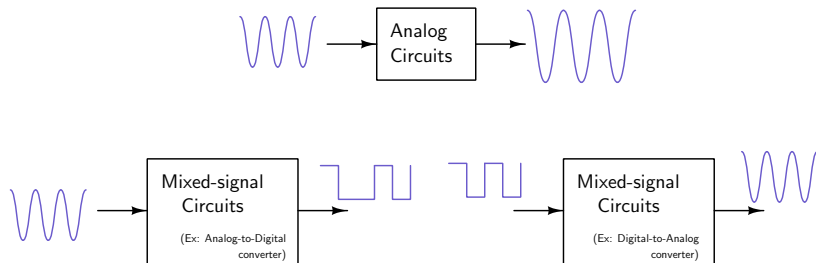 Analog
Circuits
Mixed-signal
Circuits
(Ex: Analog-to-Digital
converter)
Mixed-signal
Circuits
(Ex: Digital-to-Analog
converter)